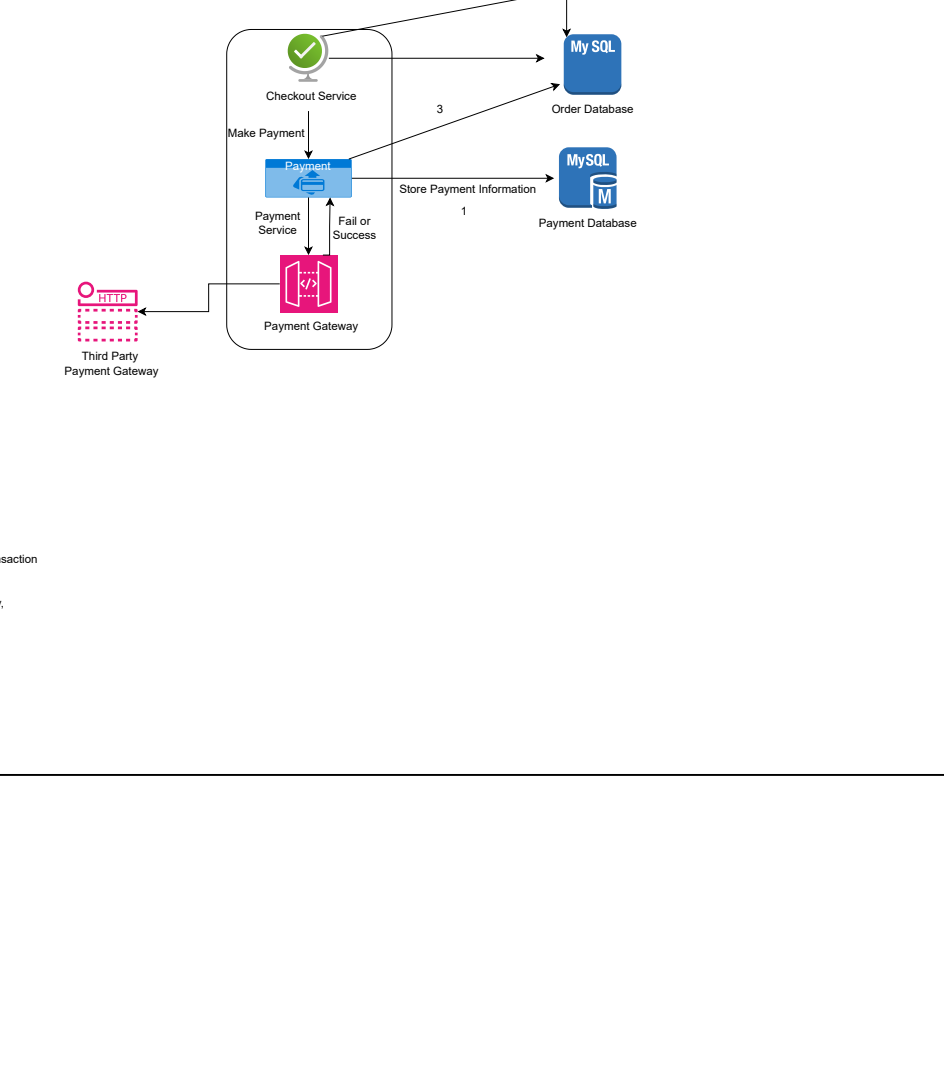 My SQL
Checkout Service
Order Database
3
Make Payment
Payment
MySQL
M
Store Payment Information
1
Payment
Service
Fail or
Success
Payment Database
</>
HTTP
Payment Gateway
Third Party
Payment Gateway
nsaction
,